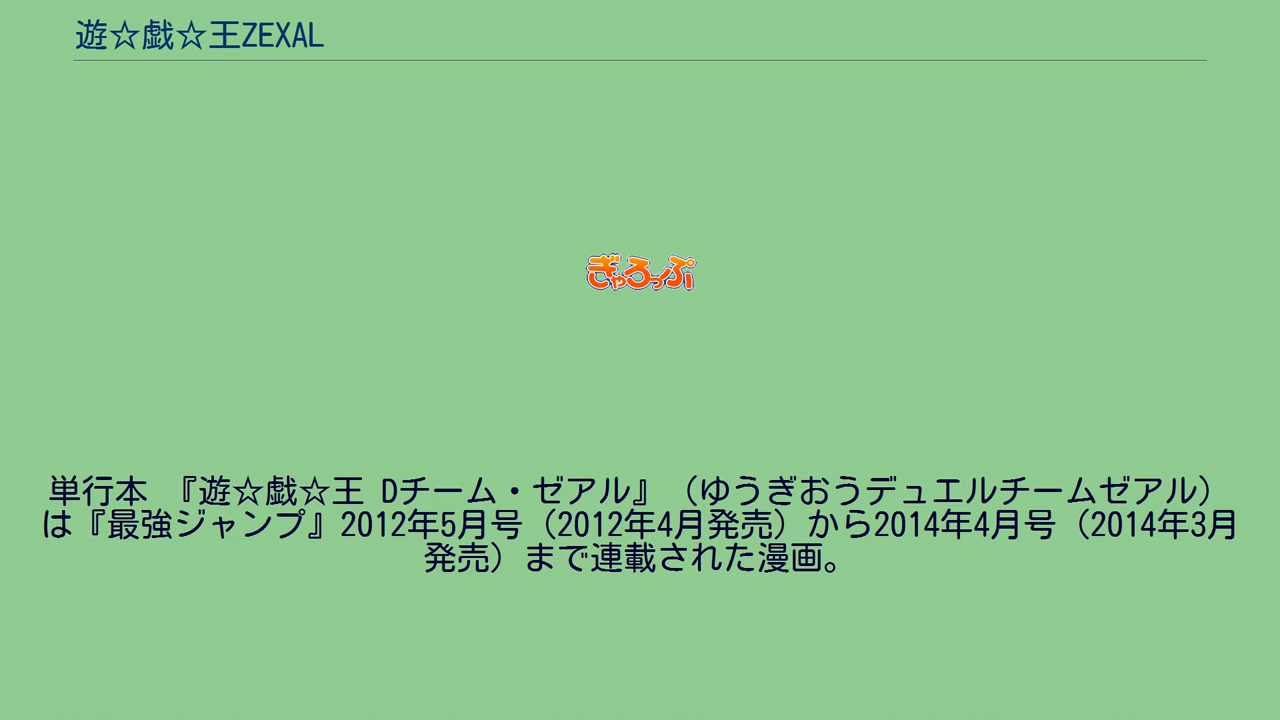 遊☆戯☆王ZEXAL
ぎゃろっぷ
単行本 『遊☆戯☆王 Dチーム・ゼアル』（ゆうぎおうデュエルチームゼアル）
は『最強ジャンプ』2012年5月号（2012年4月発売）から2014年4月号（2014年3月
発売）まで連載された漫画。